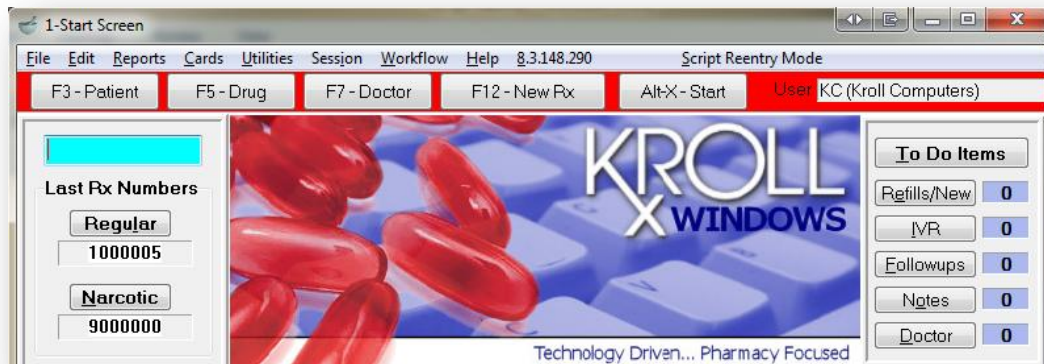 1-Start Screen
File Edit Reports Cards Utilities Session Workflow Help 8.3.148.290 Script Reentry Mode
F3 - Patient F5 - Drug F7 - Doctor F12 - New Rx Alt-X - Start User KC (Kroll Computers)
Last Rx Numbers
Regular
1000005
Narcotic
9000000
KROLL
X WINDOWS
Technology Driven... Pharmacy Focused
To Do Items
Refills/New 0
IVR 0
Followups 0
Notes 0
Doctor 0